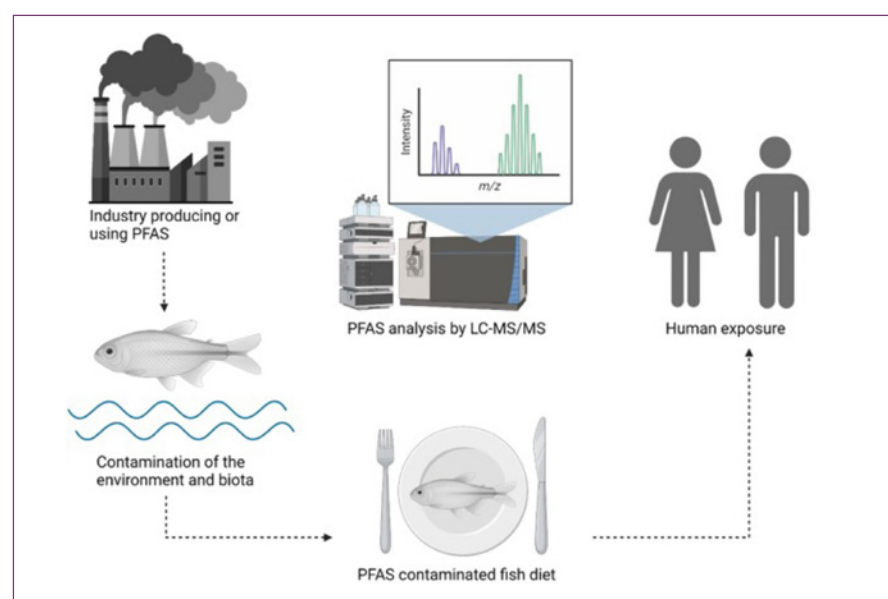 Intensity
m/z
Industry producing or
using PFAS
PFAS analysis by LC-MS/MS
Human exposure
Contamination of the
environment and biota
PFAS contaminated fish diet